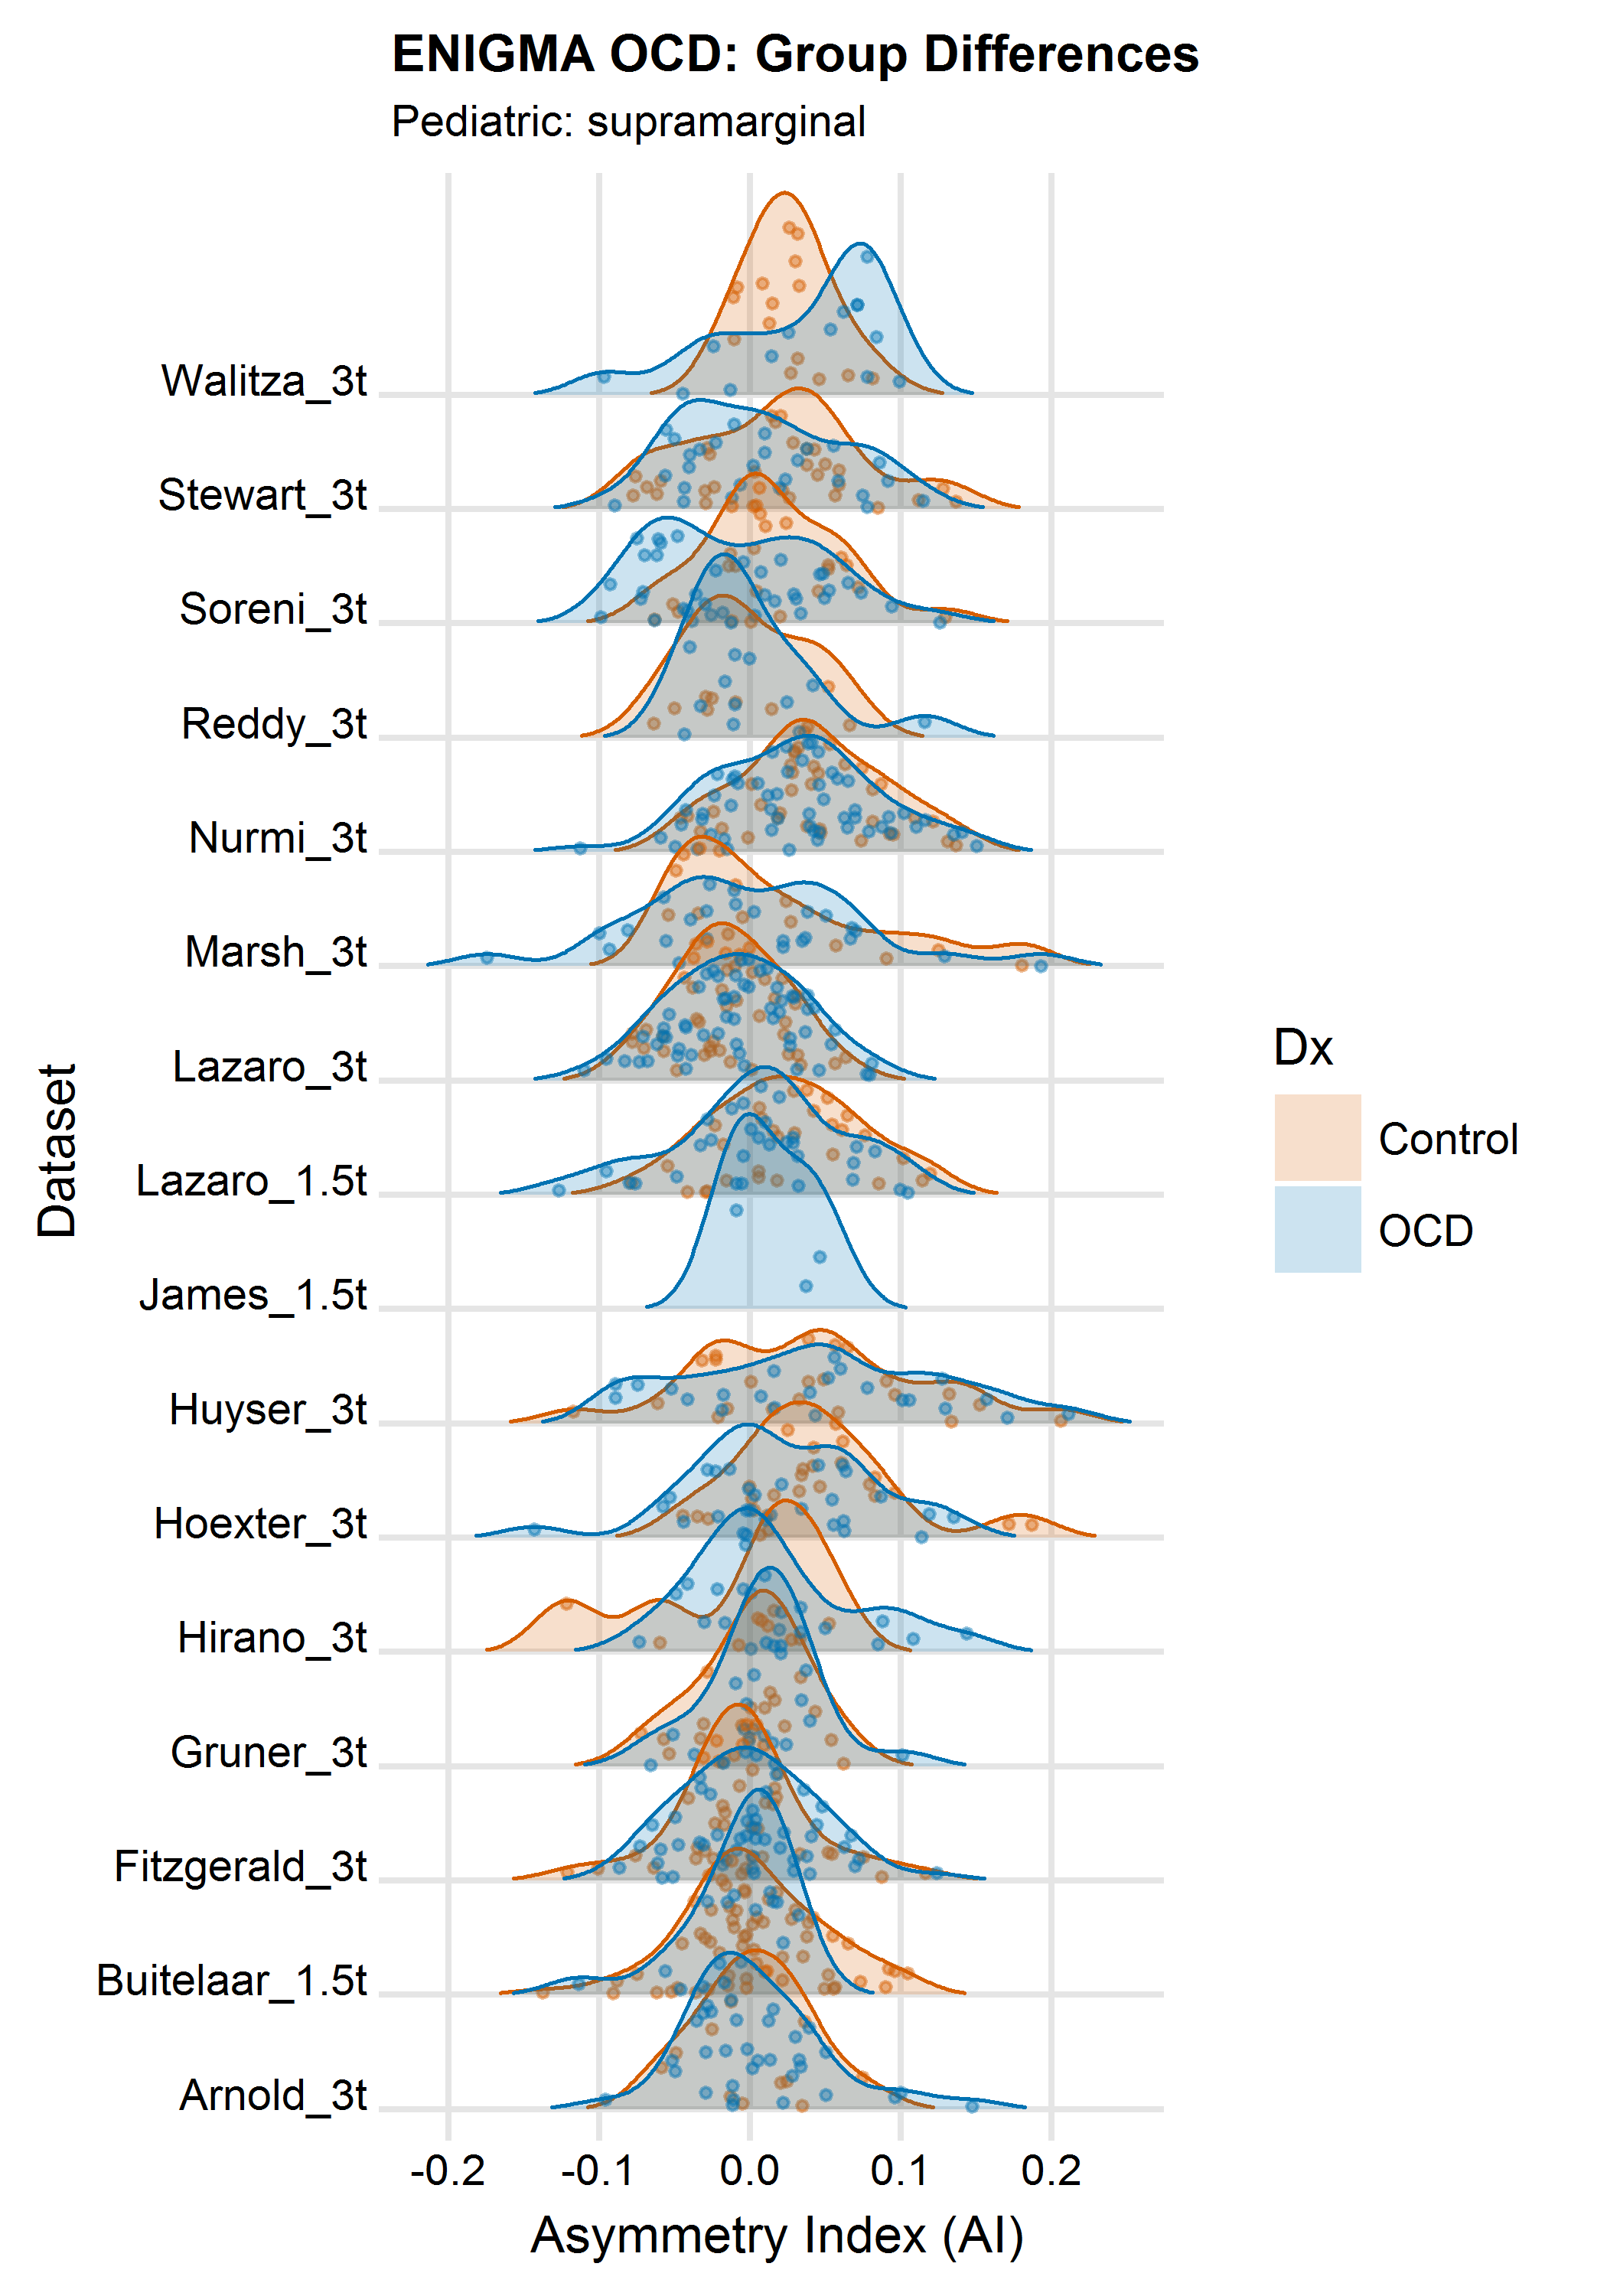 ENIGMA OCD: Group Differences
Pediatric: supramarginal
Walitza_3t
Stewart_3t
Soreni_3t
Reddy_3t
Nurmi_3t
Marsh_3t
Lazaro_3t
Lazaro_1.5t
James_1.5t
Huyser_3t
Hoexter_3t
Hirano_3t
Gruner_3t
Fitzgerald_3t
Buitelaar_1.5t
Arnold_3t
Dataset
-0.2 -0.1 0.0 0.1 0.2
Asymmetry Index (AI)
Dx
Control
OCD